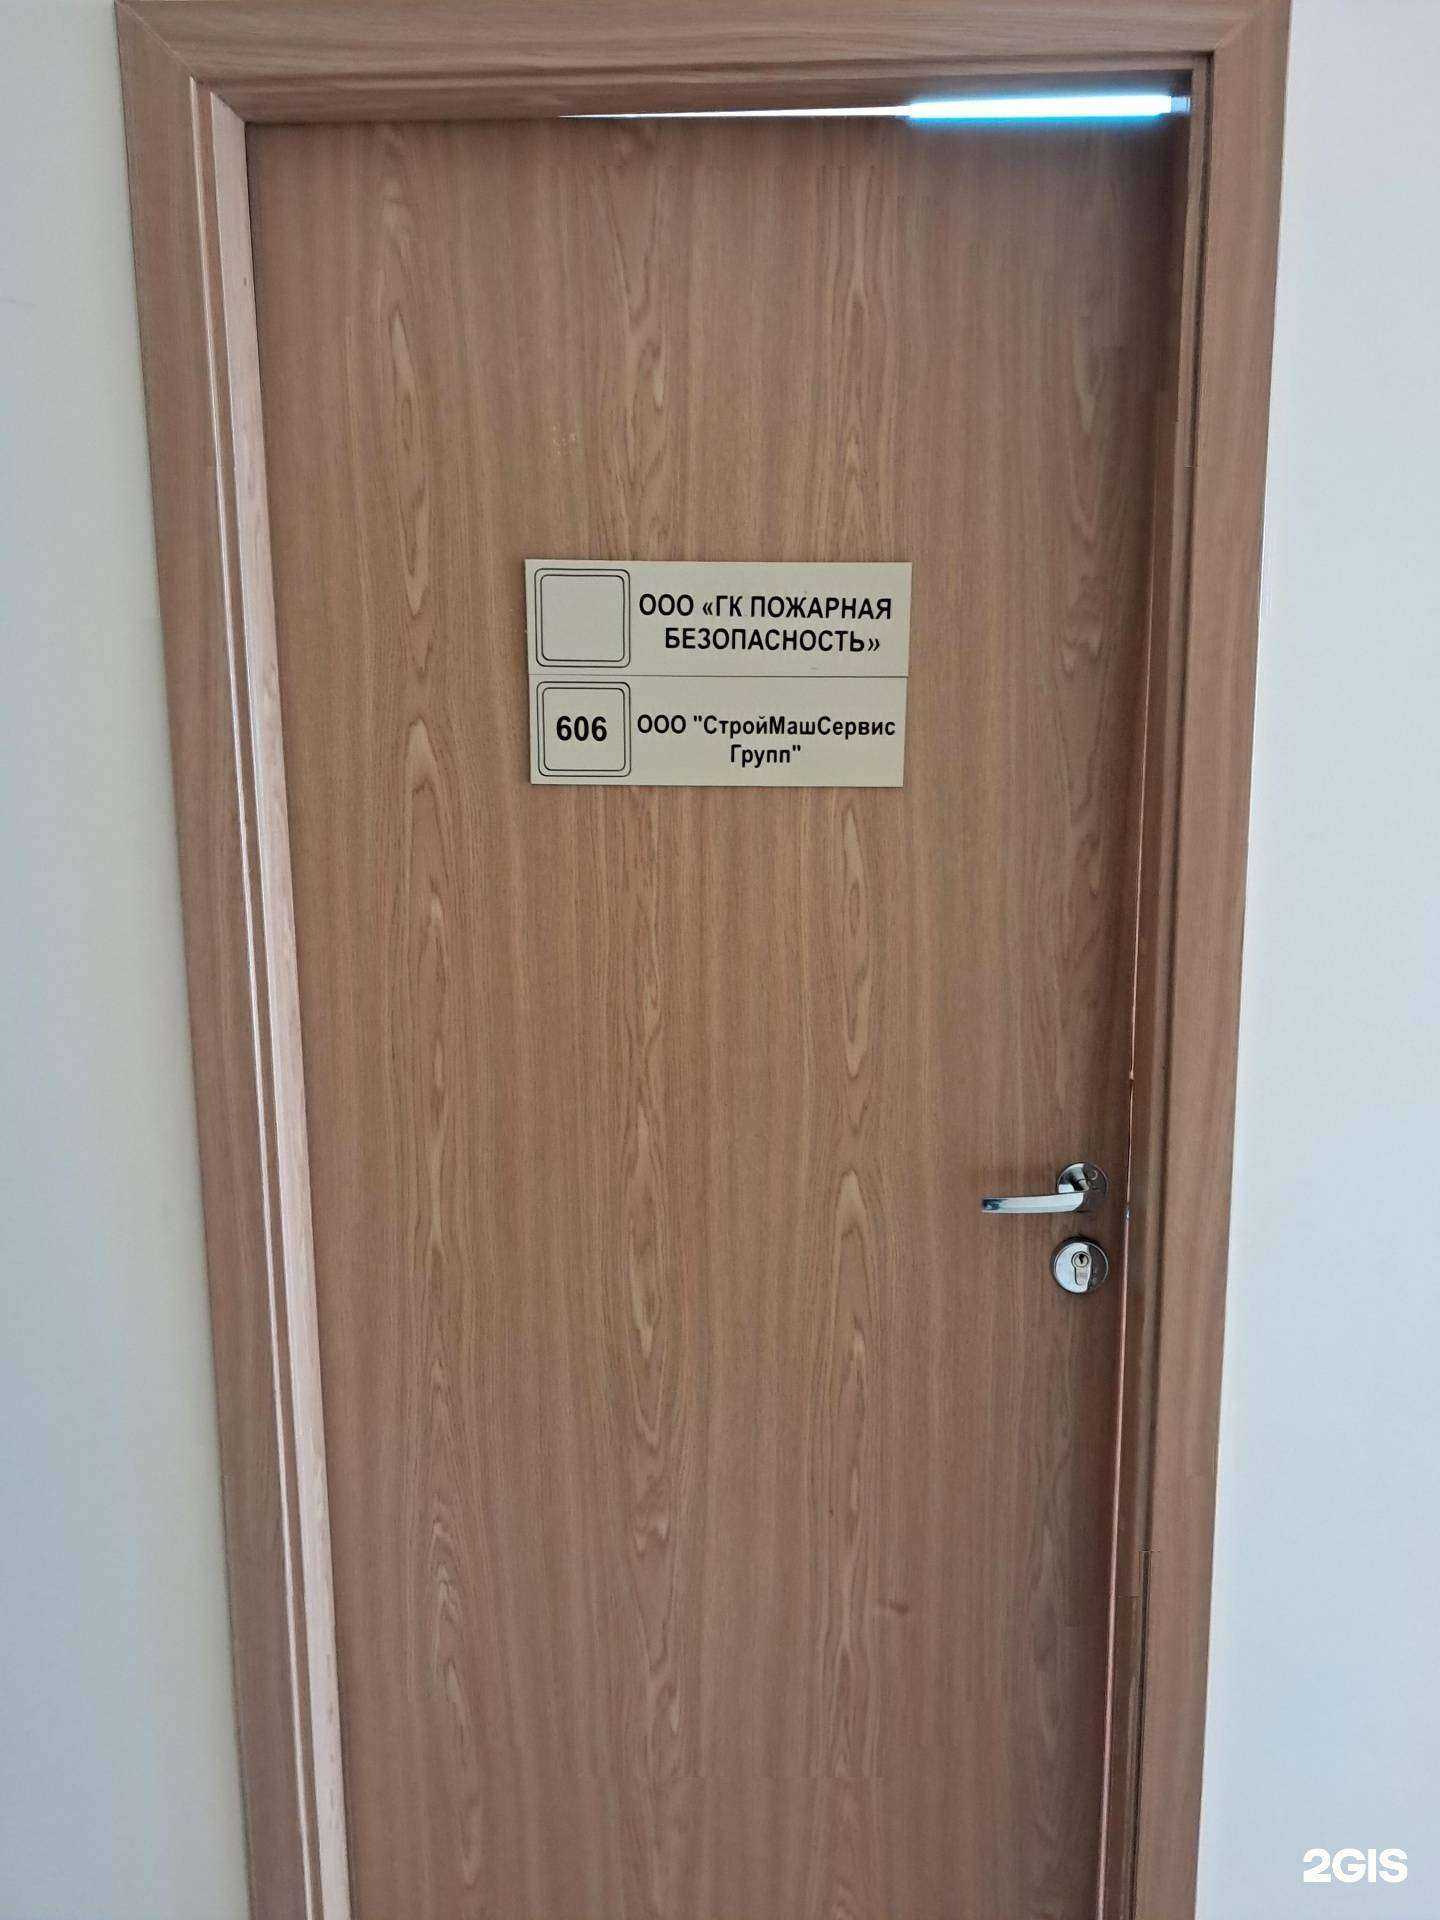 ООО «ГК ПОЖАРНАЯ
БЕЗОПАСНОСТЬ»
606
ООО "СтройМашСервис
Групп"
2GIS